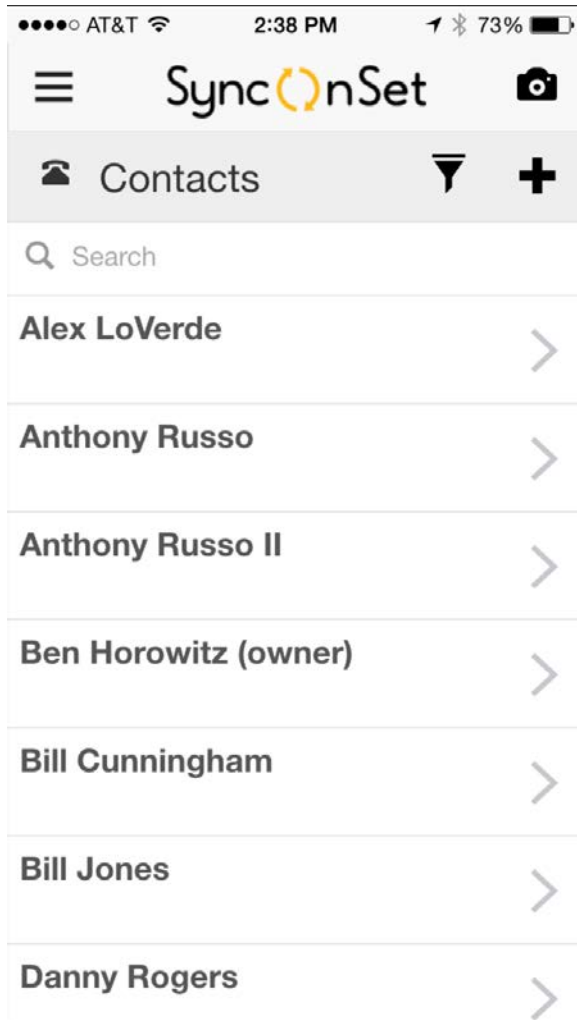 AT&T 2:38 PM 73%
SyncOnSet
Contacts
Search
Alex LoVerde
Anthony Russo
Anthony Russo II
Ben Horowitz (owner)
Bill Cunningham
Bill Jones
Danny Rogers